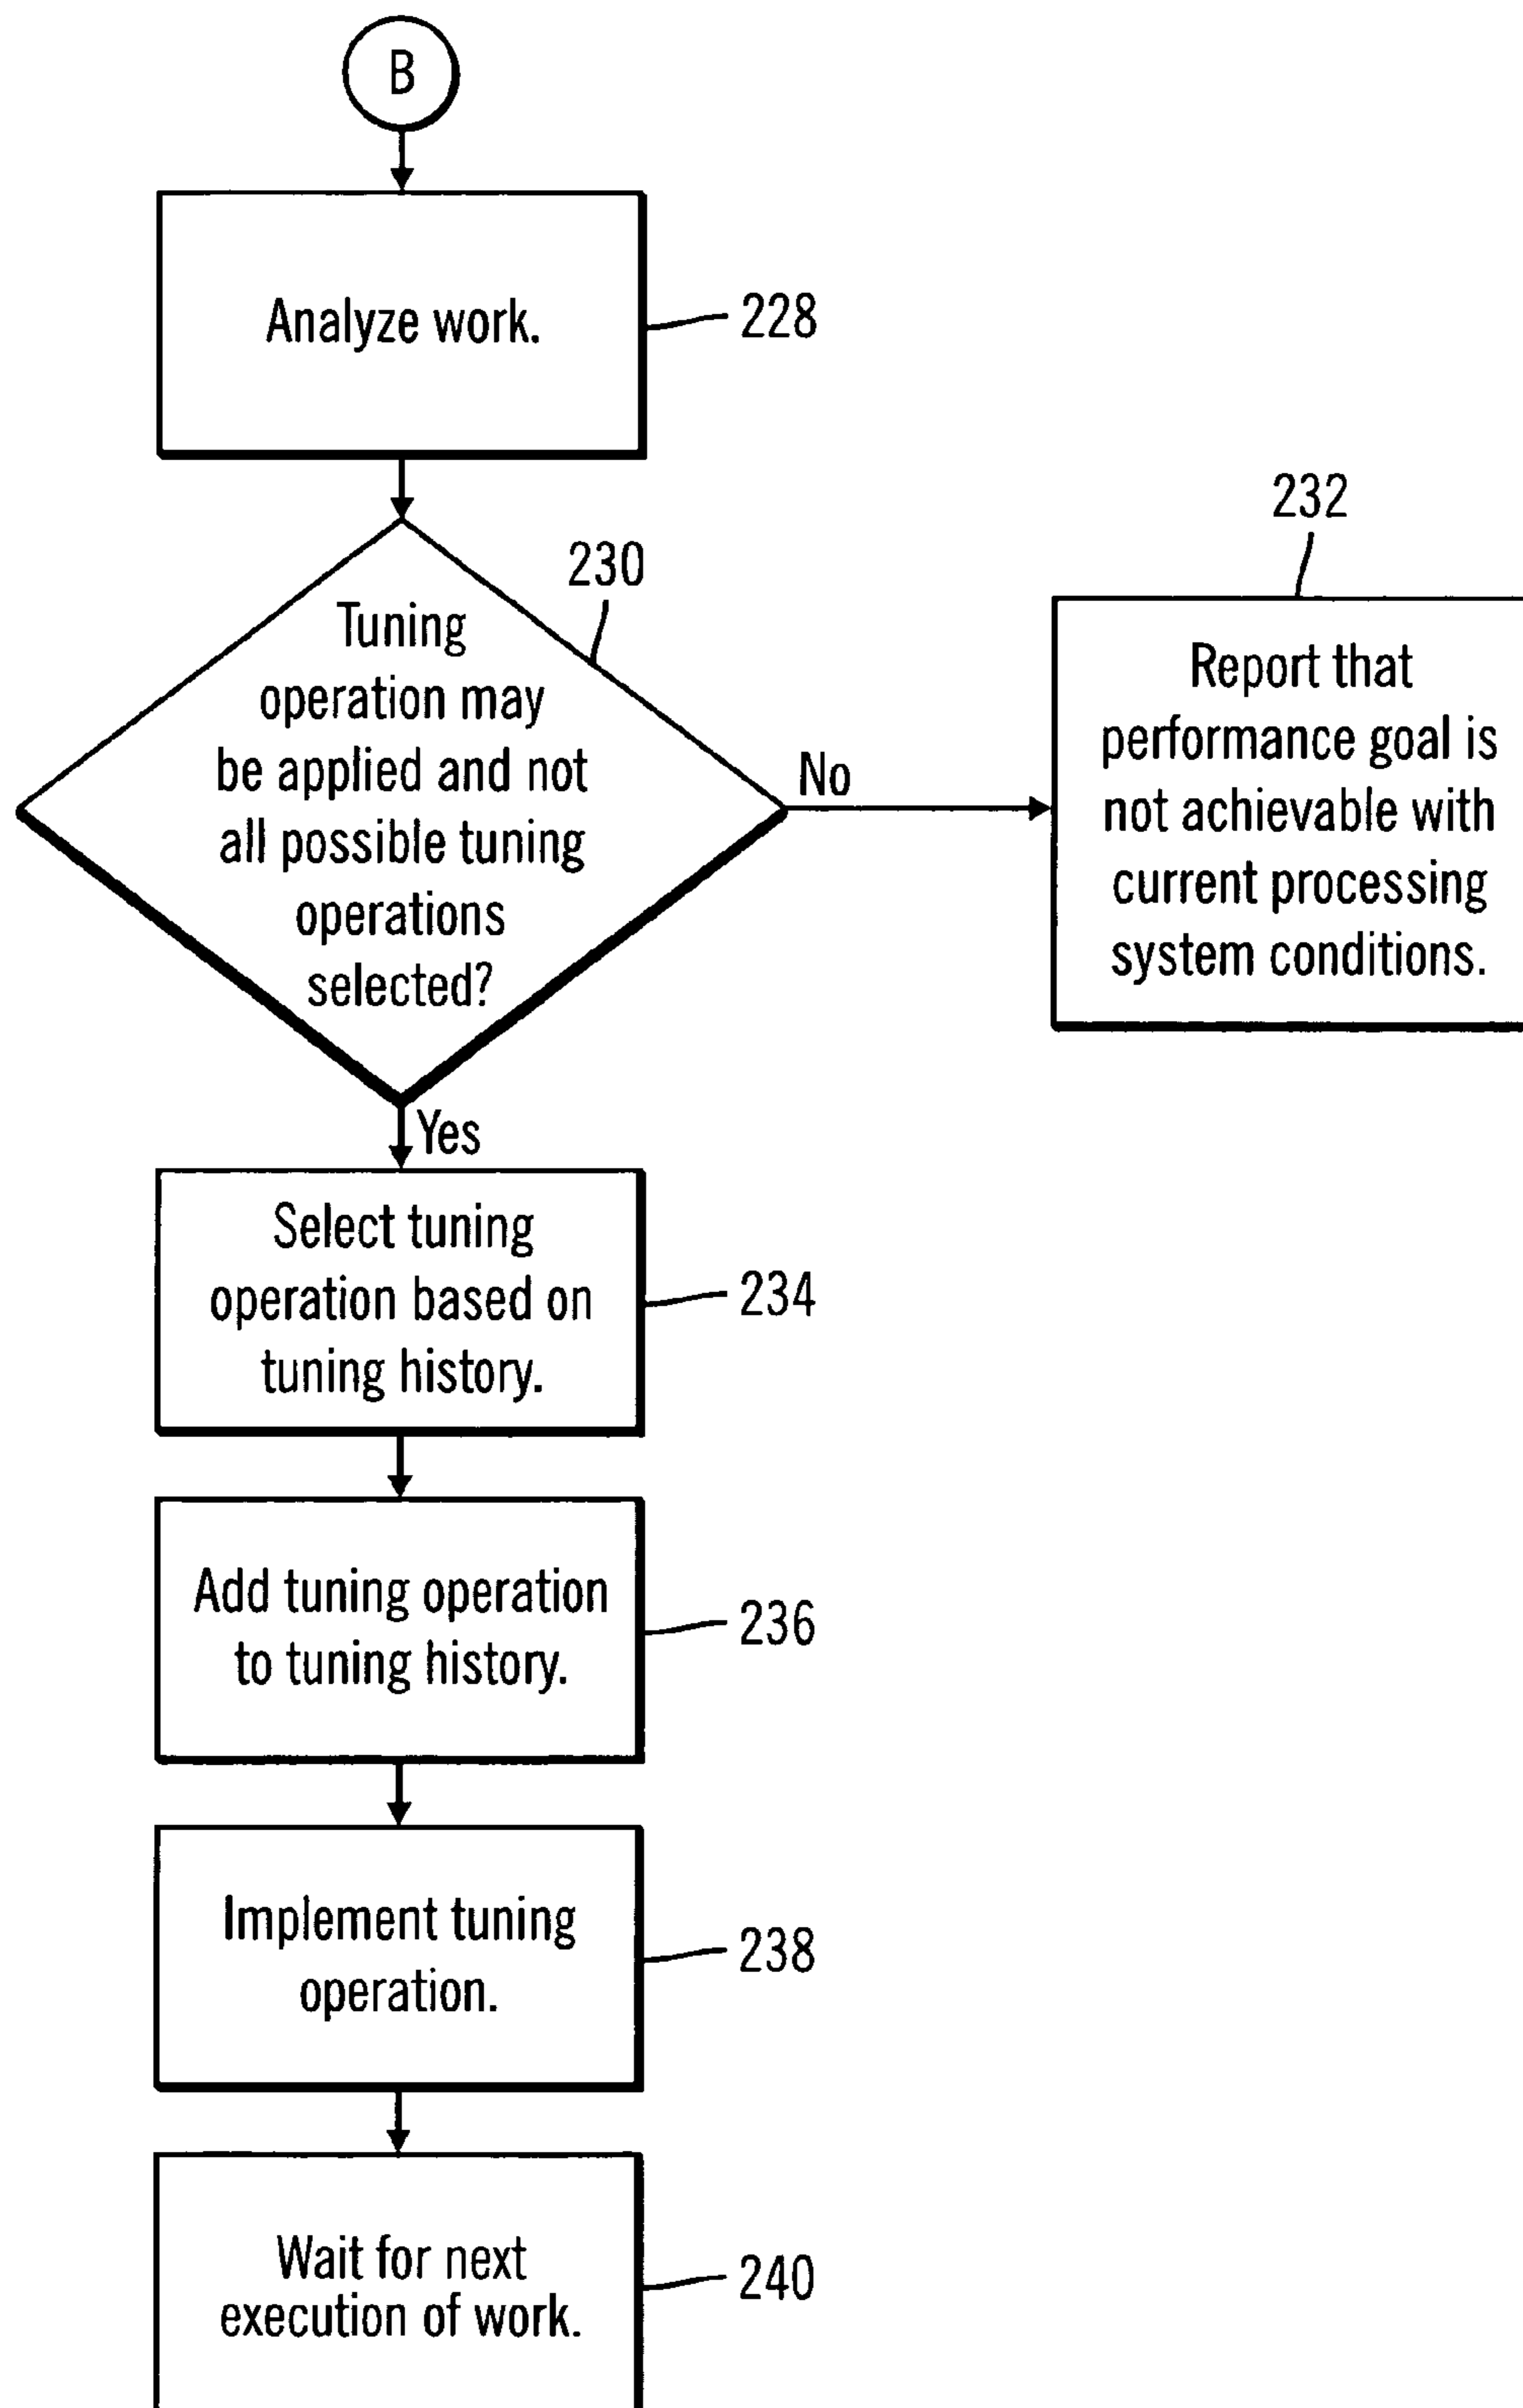 B
Analyze work.
228
230
Tuning
operation may
be applied and not
all possible tuning
operations
selected?
No
232
Report that
performance goal is
not achievable with
current processing
system conditions.
Yes
Select tuning
operation based on
tuning history.
234
Add tuning operation
to tuning history.
236
Implement tuning
operation.
238
Wait for next
execution of work.
240